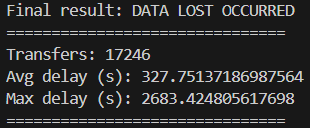 Final result: DATA LOST OCCURRED
===============================
Transfers: 17246
Avg delay (s): 327.75137186987564
Max delay (s): 2683.424805617698
===============================